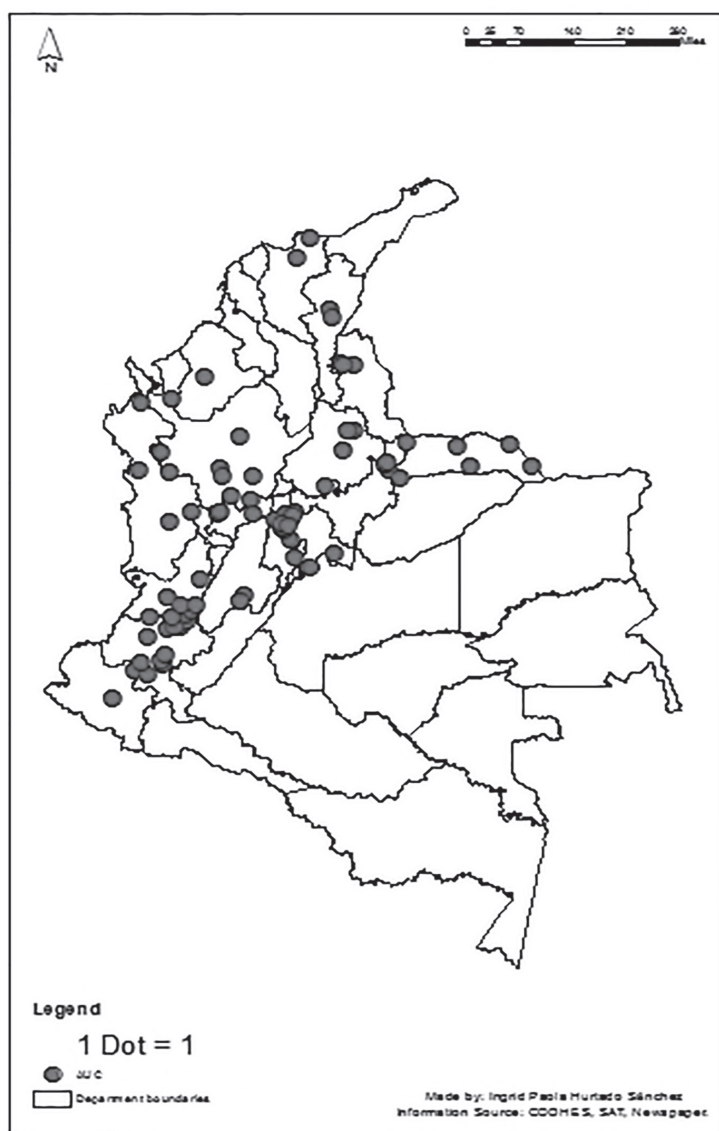 N
0 35 70 140 210 280
Miles
Legend
1 Dot = 1
Department boundaries
Made by: Ingrid Paola Hurtado Sánchez
Information Source: CODHES, SAT, Newspaper.